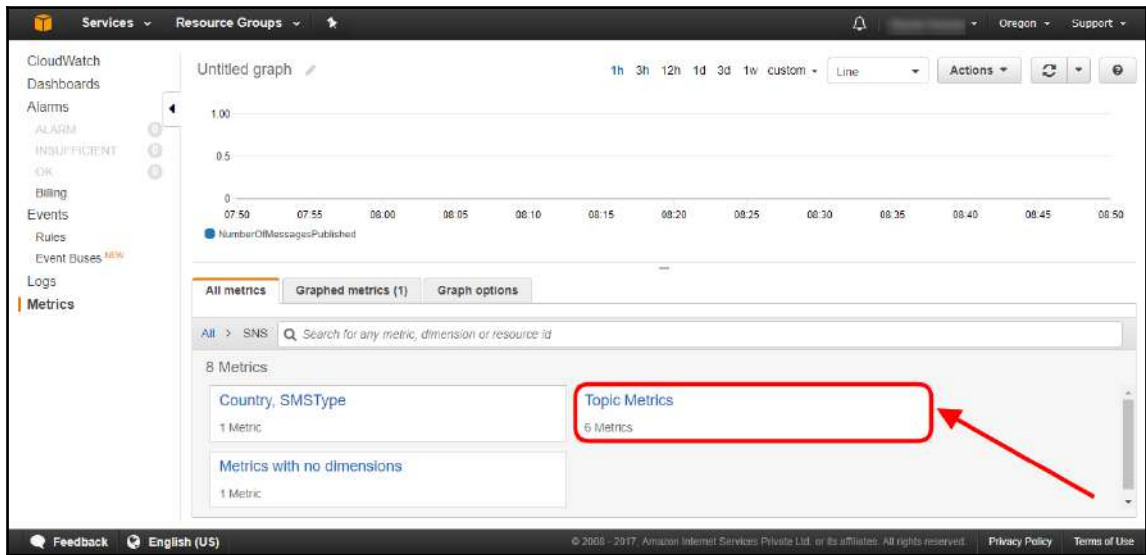 Services Resource Groups Oregon Support
CloudWatch
Dashboards
Alarms
ALARM 0
INSUFFICIENT 0
OK 0
Billing
Events
Rules
Event Buses NEW
Logs
Metrics
Untitled graph 1h 3h 12h 1d 3d 1w custom Line Actions
1.00
0.5
0
07:50 07:55 08:00 08:05 08:10 08:15 08:20 08:25 08:30 08:35 08:40 08:45 08:50
NumberOfMessagesPublished
All metrics Graphed metrics (1) Graph options
All > SNS Search for any metric, dimension or resource id
8 Metrics
Country, SMSType Topic Metrics
1 Metric 6 Metrics
Metrics with no dimensions
1 Metric
Feedback English (US) © 2008 - 2017, Amazon Internet Services Private Ltd. or its affiliates. All rights reserved. Privacy Policy Terms of Use